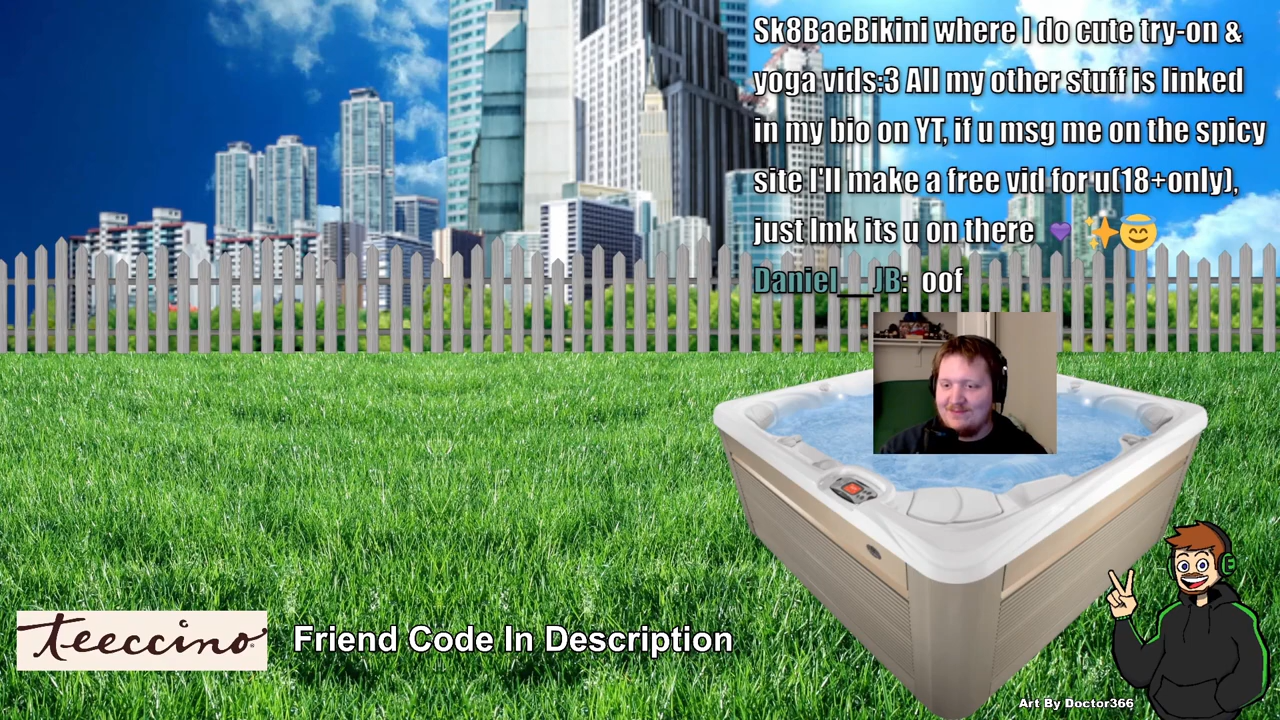 Sk8BaeBikini where I do cute try-on &
yoga vids:3 All my other stuff is linked
in my bio on YT, if u msg me on the spicy
site I'll make a free vid for u(18+only),
just lmk its u on there 💜 ✨😇
Daniel__JB: oof
teeccino®
Friend Code In Description
Art By Doctor366